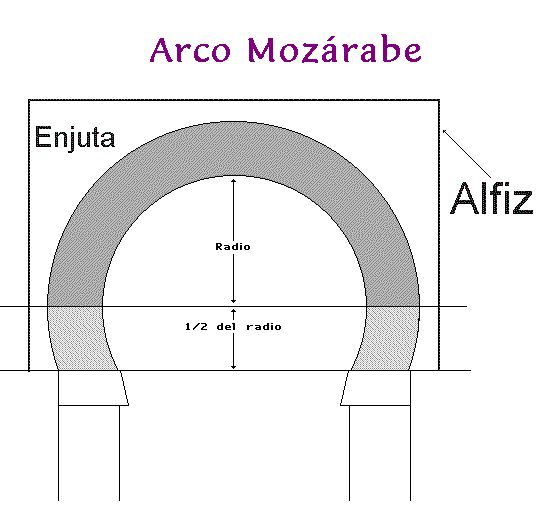 Arco Mozárabe
Enjuta
Alfiz
Radio
1/2 del radio